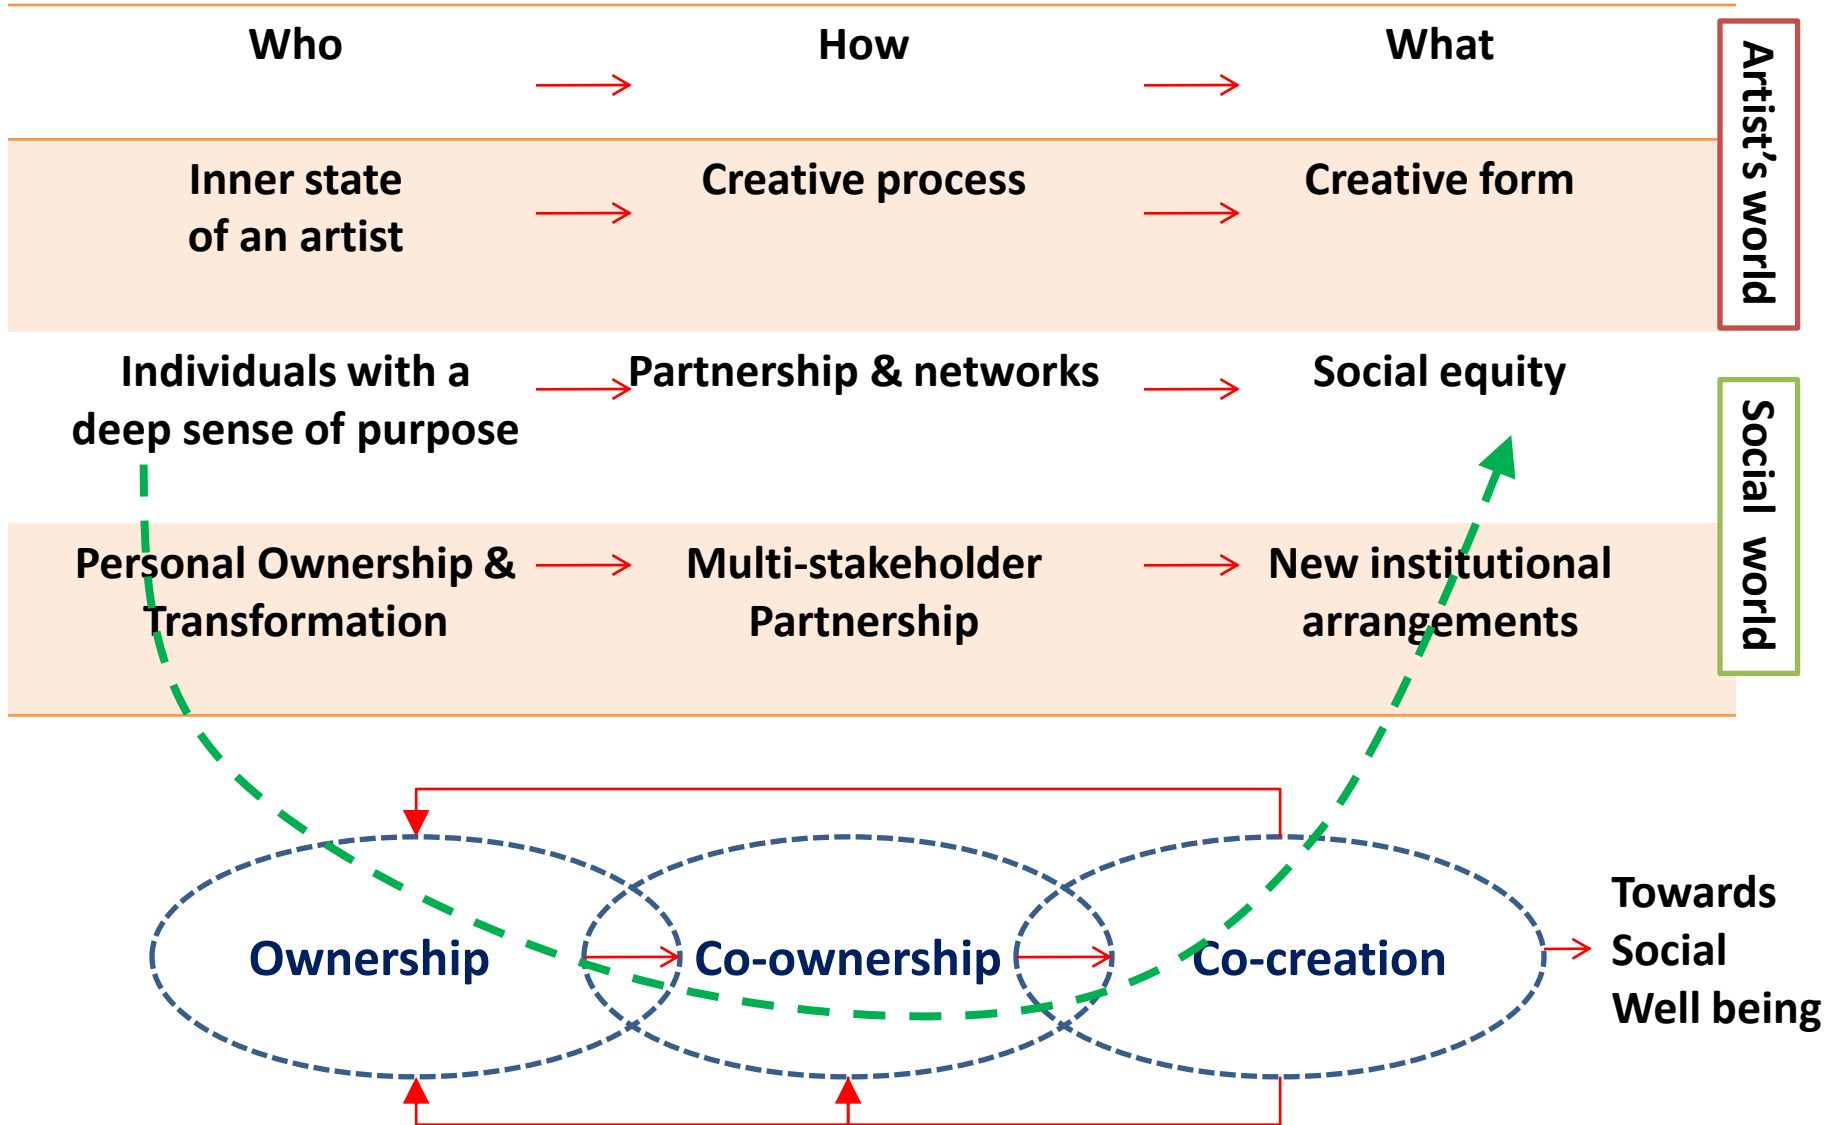 Who
How
What
Inner state
of an artist
Creative process
Creative form
Artist's world
Individuals with a
deep sense of purpose
Partnership & networks
Social equity
Personal Ownership &
Transformation
Multi-stakeholder
Partnership
New institutional
arrangements
Social world
Ownership
Co-ownership
Co-creation
Towards
Social
Well being